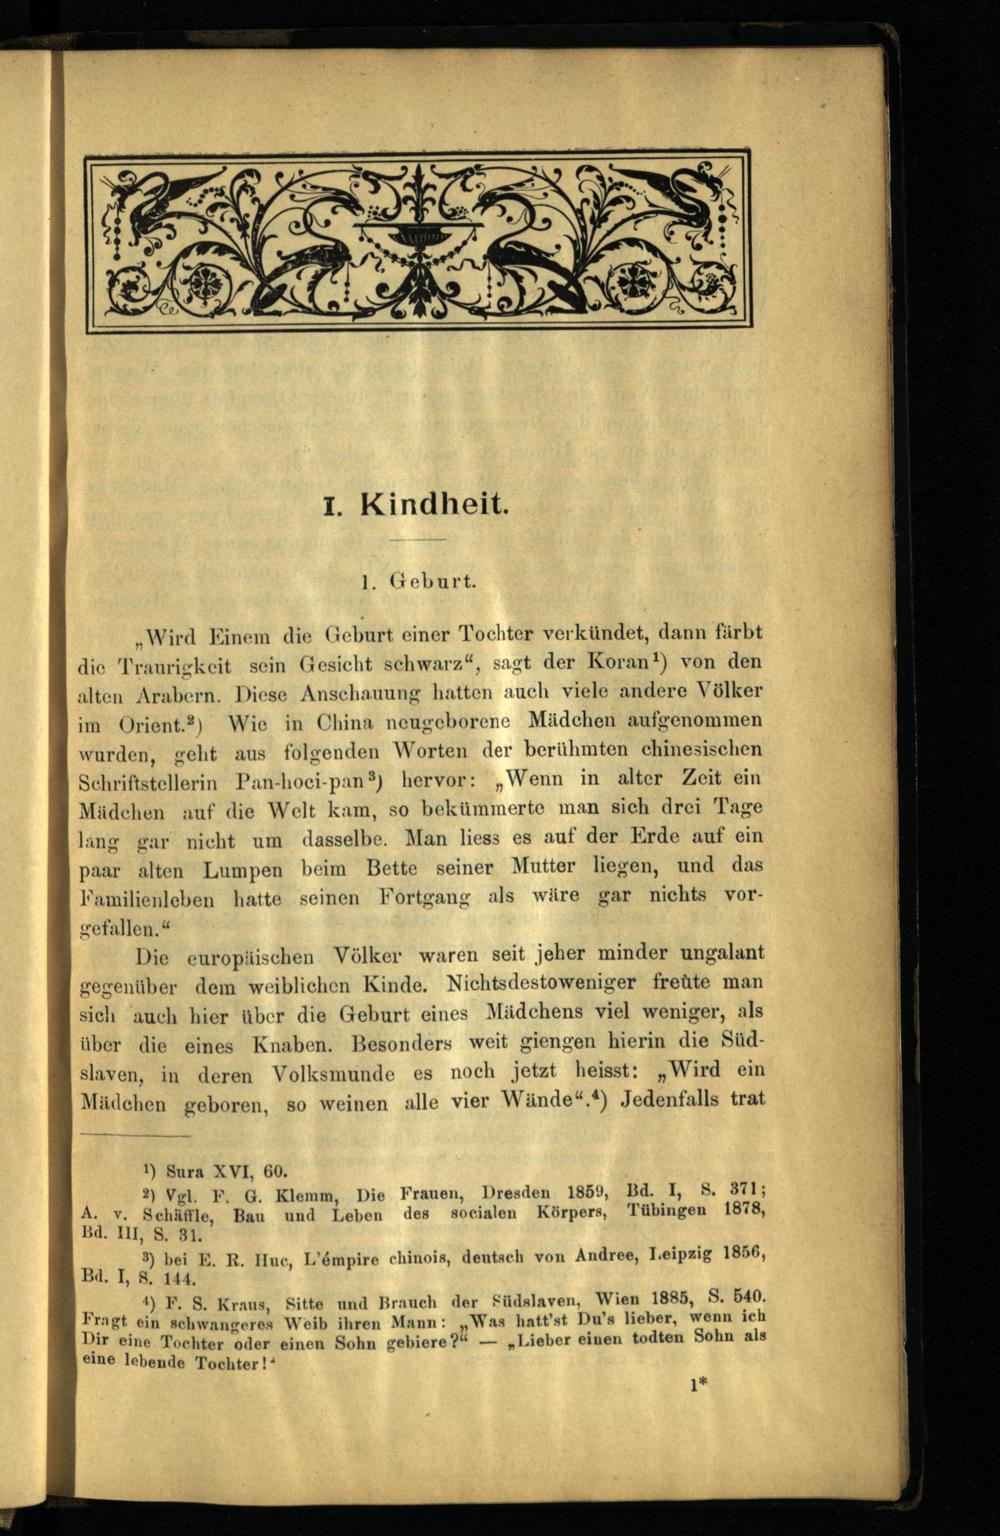 I. Kindheit.
1. Geburt.
„Wird Einem die Geburt einer Tochter verkündet, dann färbt
die Traurigkeit sein Gesicht schwarz“, sagt der Koran¹) von den
alten Arabern. Diese Anschauung hatten auch viele andere Völker
im Orient.²) Wie in China neugeborene Mädchen aufgenommen
wurden, geht aus folgenden Worten der berühmten chinesischen
Schriftstellerin Pan-hoei-pan³) hervor: „Wenn in alter Zeit ein
Mädchen auf die Welt kam, so bekümmerte man sich drei Tage
lang gar nicht um dasselbe. Man liess es auf der Erde auf ein
paar alten Lumpen beim Bette seiner Mutter liegen, und das
Familienleben hatte seinen Fortgang als wäre gar nichts vor-
gefallen.“
Die europäischen Völker waren seit jeher minder ungalant
gegenüber dem weiblichen Kinde. Nichtsdestoweniger freute man
sich auch hier über die Geburt eines Mädchens viel weniger, als
über die eines Knaben. Besonders weit giengen hierin die Süd-
slaven, in deren Volksmunde es noch jetzt heisst: „Wird ein
Mädchen geboren, so weinen alle vier Wände“.⁴) Jedenfalls trat
¹) Sura XVI, 60.
²) Vgl. F. G. Klemm, Die Frauen, Dresden 1859, Bd. I, S. 371;
A. v. Schäffle, Bau und Leben des socialen Körpers, Tübingen 1878,
Bd. III, S. 31.
³) bei E. R. Huc, L'émpire chinois, deutsch von Andree, Leipzig 1856,
Bd. I, S. 144.
⁴) F. S. Kraus, Sitte und Brauch der Südslaven, Wien 1885, S. 540.
Fragt ein schwangeres Weib ihren Mann: „Was hatt'st Du's lieber, wenn ich
Dir eine Tochter oder einen Sohn gebiere?“ — „Lieber einen todten Sohn als
eine lebende Tochter!“
1*